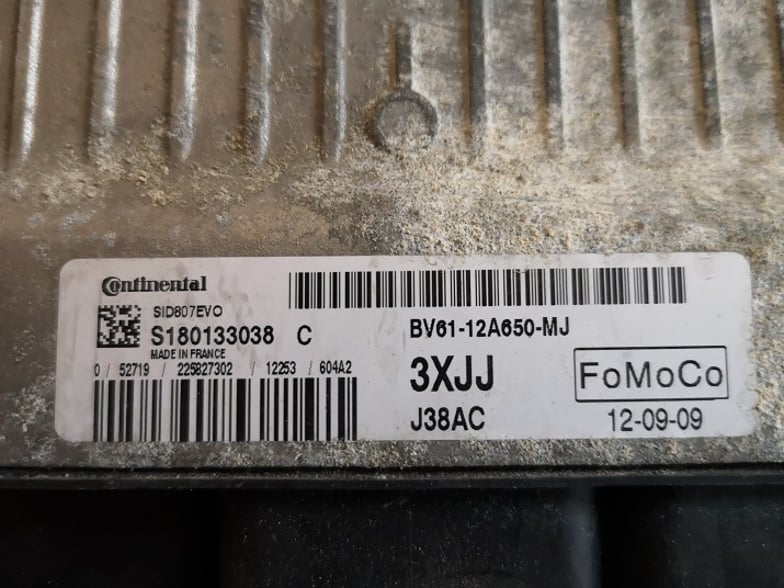 Continental
SID807EVO
S180133038 C
MADE IN FRANCE
0 / 52719 / 225827302 / 12253 / 604A2
BV61-12A650-MJ
3XJJ
FoMoCo
J38AC
12-09-09